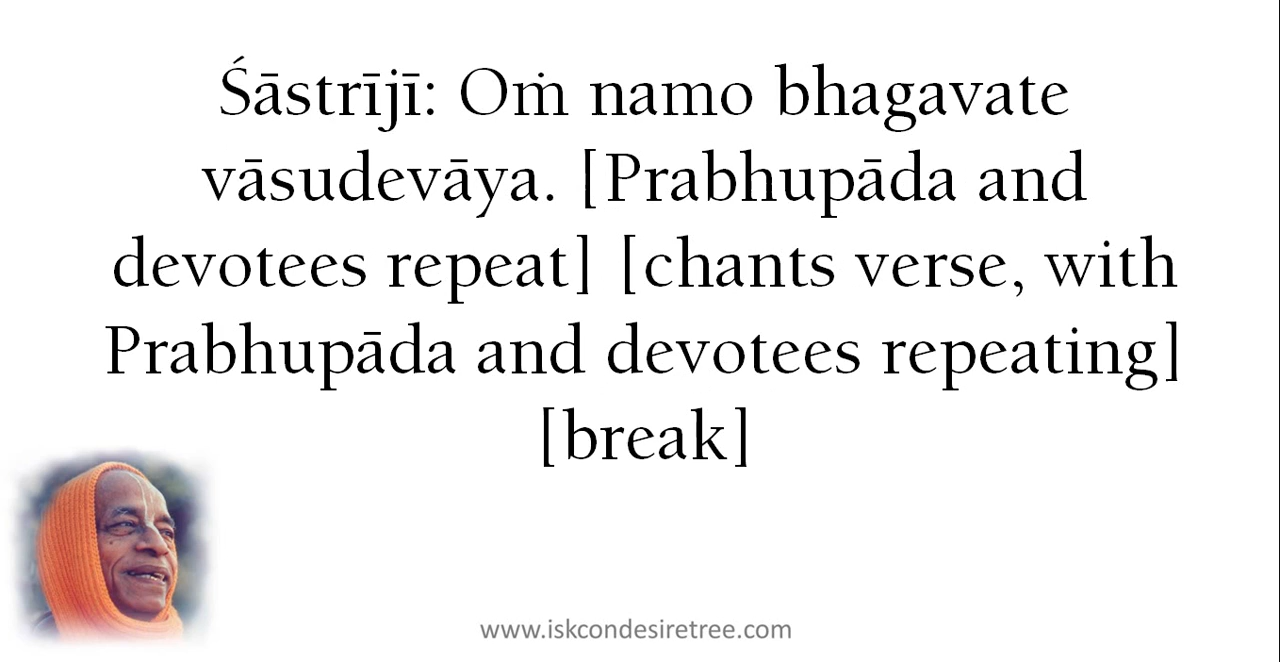 Śāstrījī: Oṁ namo bhagavate
vāsudevāya. [Prabhupāda and
devotees repeat] [chants verse, with
Prabhupāda and devotees repeating]
[break]
www.iskcondesiretree.com